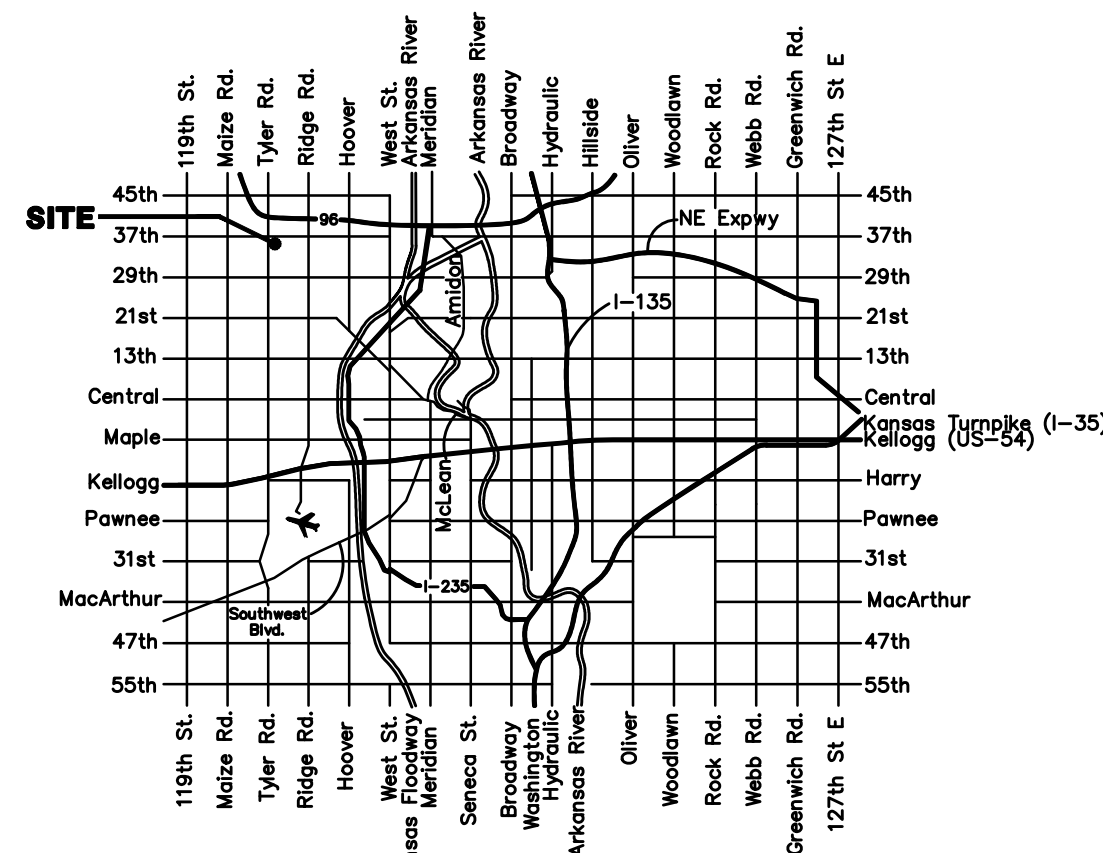 119th St.
Maize Rd.
Tyler Rd.
Ridge Rd.
Hoover
West St.
Arkansas River
Meridian
Arkansas River
Broadway
Hydraulic
Hillside
Oliver
Woodlawn
Rock Rd.
Webb Rd.
Greenwich Rd.
127th St E
SITE
45th
37th
29th
21st
13th
Central
Maple
Kellogg
Pawnee
31st
MacArthur
47th
55th
96
NE Expwy
Amidon
I-135
McLean
I-235
Southwest
Blvd.
45th
37th
29th
21st
13th
Central
Kansas Turnpike (I-35)
Kellogg (US-54)
Harry
Pawnee
31st
MacArthur
47th
55th
119th St.
Maize Rd.
Tyler Rd.
Ridge Rd.
Hoover
West St.
sas Floodway
Meridian
Seneca St.
Broadway
Washington
Hydraulic
Arkansas River
Oliver
Woodlawn
Rock Rd.
Webb Rd.
Greenwich Rd.
127th St E